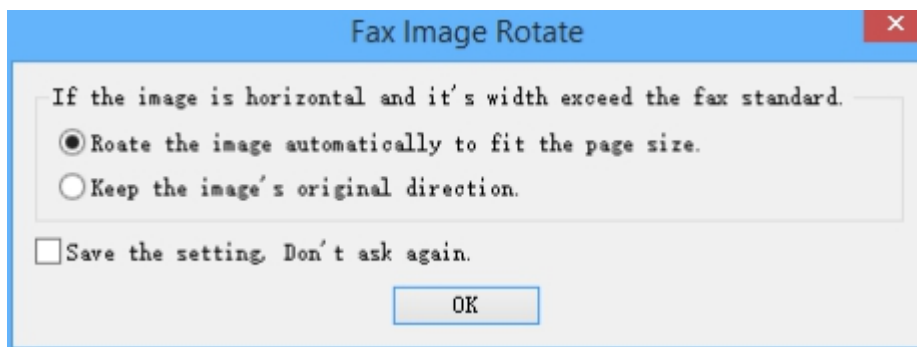 Fax Image Rotate
If the image is horizontal and it's width exceed the fax standard.
Roate the image automatically to fit the page size.
Keep the image's original direction.
Save the setting, Don't ask again.
OK